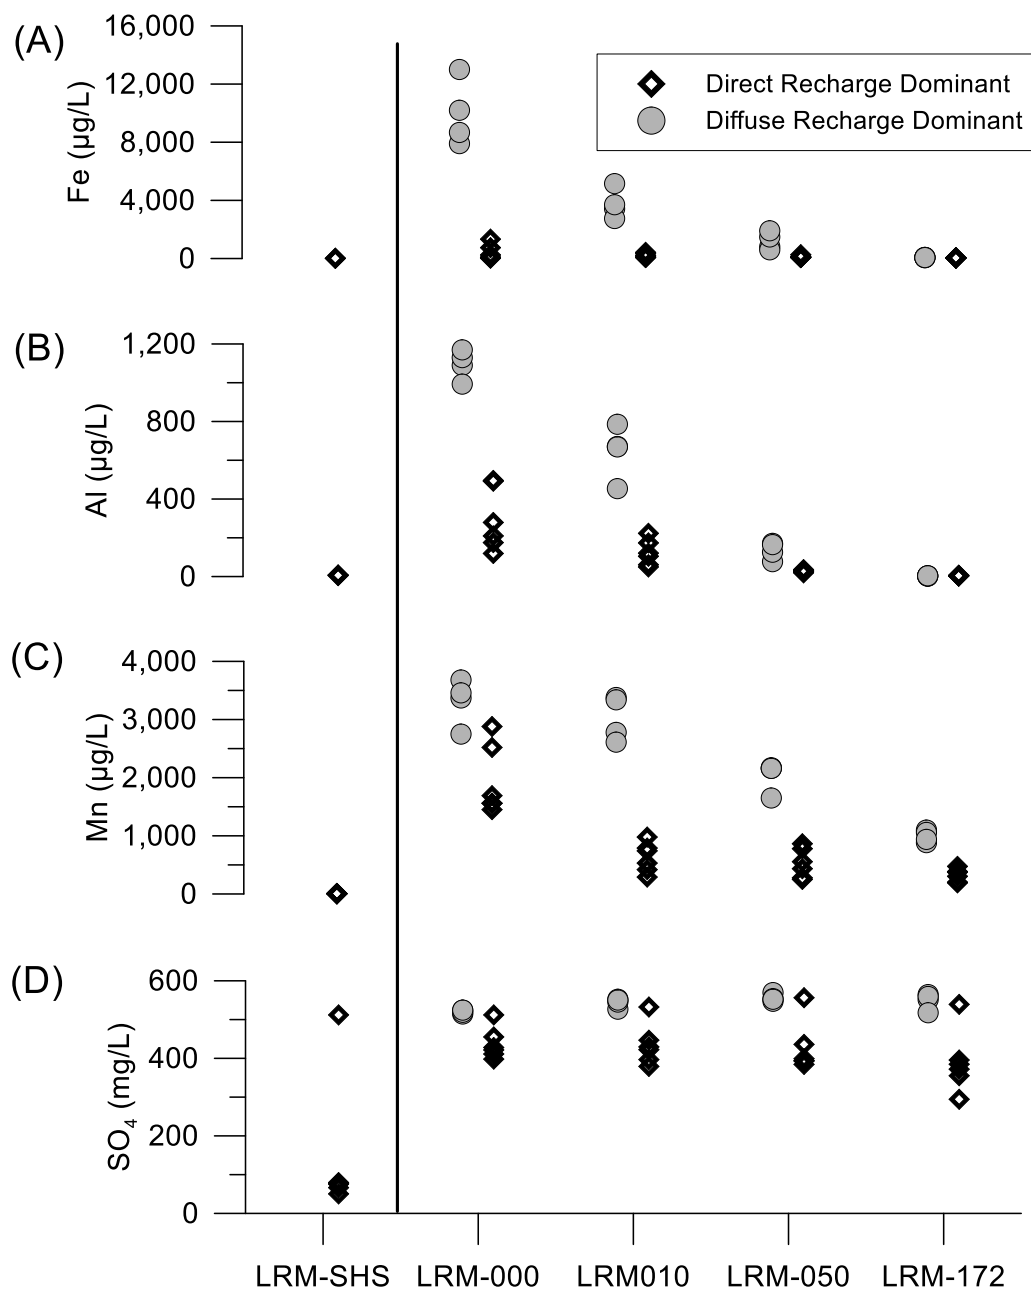 (A)
Fe (µg/L)
16,000
12,000
8,000
4,000
0
Direct Recharge Dominant
Diffuse Recharge Dominant
(B)
Al (µg/L)
1,200
800
400
0
(C)
Mn (µg/L)
4,000
3,000
2,000
1,000
0
(D)
SO₄ (mg/L)
600
400
200
0
LRM-SHS LRM-000 LRM010 LRM-050 LRM-172